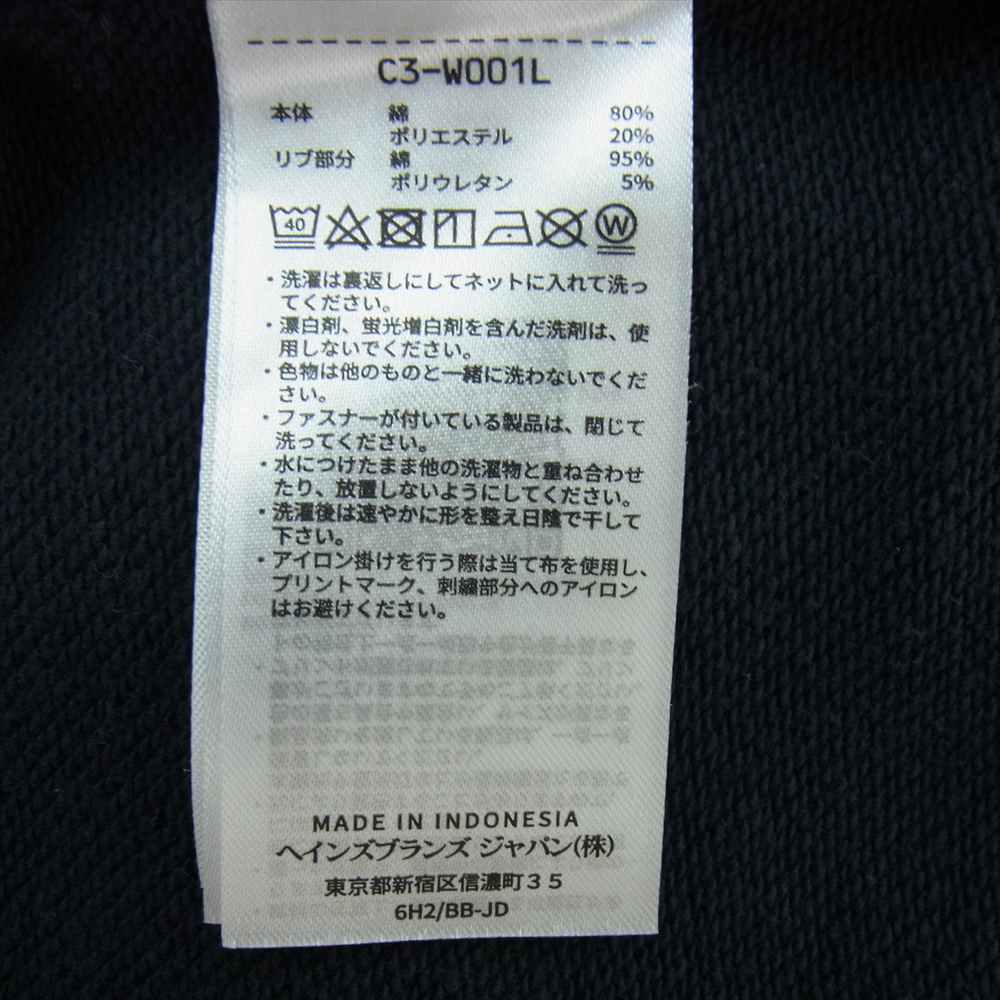 C3-W001L
本体 綿 80%
ポリエステル 20%
リブ部分 綿 95%
ポリウレタン 5%
40 W
・洗濯は裏返しにしてネットに入れて洗っ
てください。
・漂白剤、蛍光増白剤を含んだ洗剤は、使
用しないでください。
・色物は他のものと一緒に洗わないでくだ
さい。
・ファスナーが付いている製品は、閉じて
洗ってください。
・水につけたまま他の洗濯物と重ね合わせ
たり、放置しないようにしてください。
・洗濯後は速やかに形を整え日陰で干して
下さい。
・アイロン掛けを行う際は当て布を使用し、
プリントマーク、刺繍部分へのアイロン
はお避けください。
MADE IN INDONESIA
ヘインズブランズ ジャパン(株)
東京都新宿区信濃町35
6H2/BB-JD